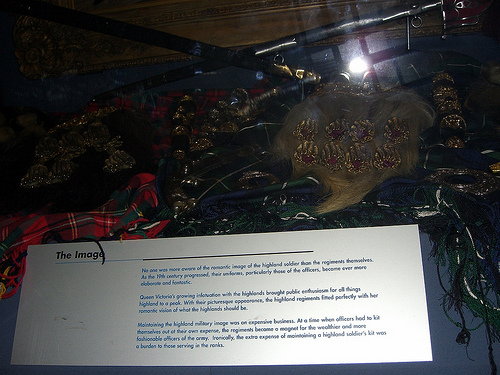 The Image
No one was more aware of the romantic image of the highland soldier than the regiments themselves.
As the 19th century progressed, their uniforms, particularly those of the officers, became ever more
elaborate and fantastic.
Queen Victoria's growing infatuation with the highlands brought public enthusiasm for all things
highland to a peak. With their picturesque appearance, the highland regiments fitted perfectly with her
romantic vision of what the highlands should be.
Maintaining the highland military image was an expensive business. At a time when officers had to kit
themselves out at their own expense, the regiments became a magnet for the wealthier and more
fashionable officers of the army. Ironically, the extra expense of maintaining a highland soldier's kit was
a burden to those serving in the ranks.